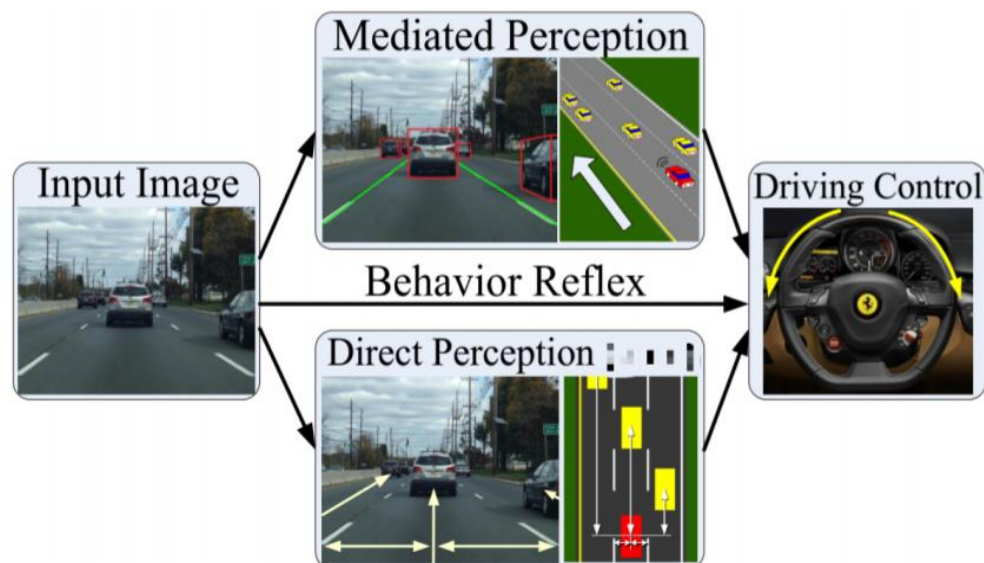 Mediated Perception
Input Image
Driving Control
Behavior Reflex
Direct Perception